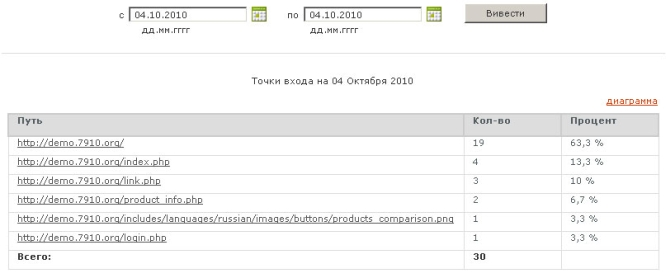 с 04.10.2010 по 04.10.2010 Вивести
дд.мм.гггг дд.мм.гггг
Точки входа на 04 Октября 2010
диаграмма
Путь Кол-во Процент
http://demo.7910.org/ 19 63,3 %
http://demo.7910.org/index.php 4 13,3 %
http://demo.7910.org/link.php 3 10 %
http://demo.7910.org/product_info.php 2 6,7 %
http://demo.7910.org/includes/languages/russian/images/buttons/products_comparison.png 1 3,3 %
http://demo.7910.org/login.php 1 3,3 %
Всего: 30